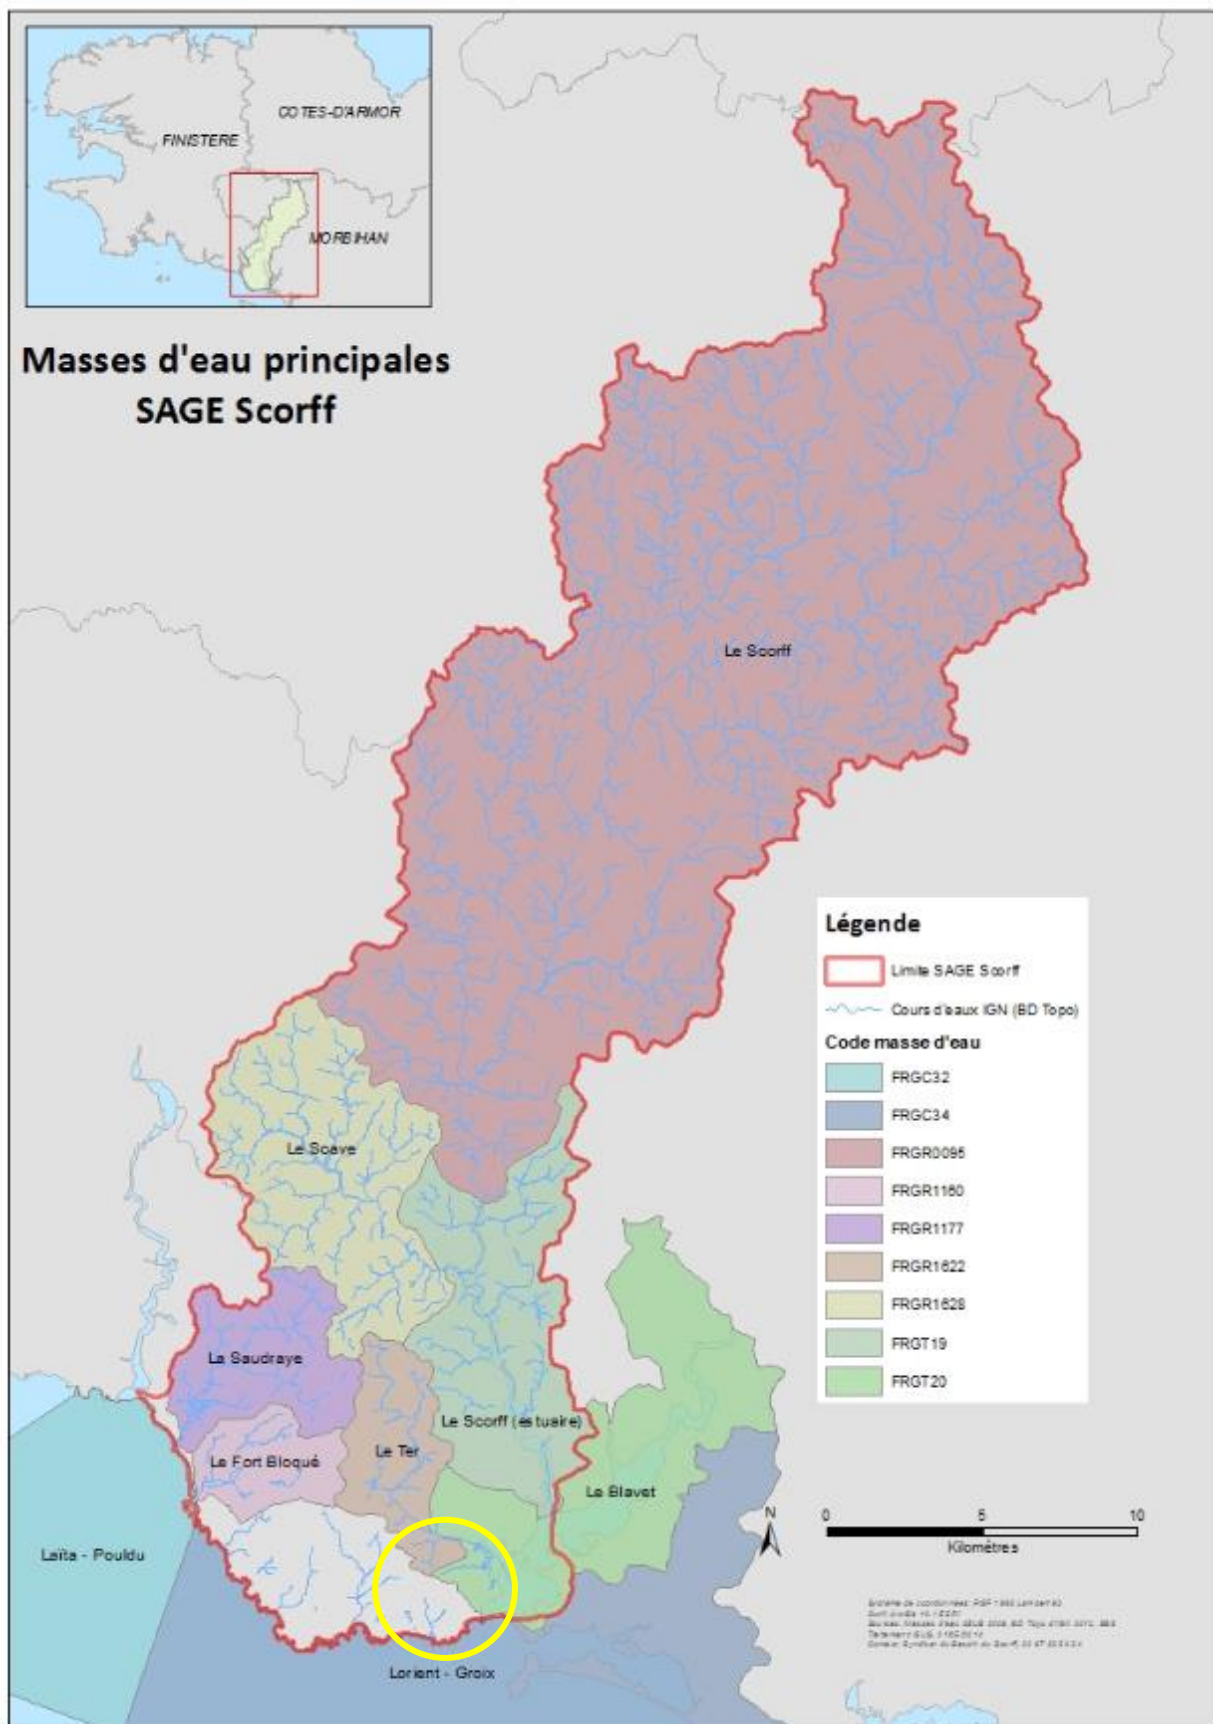 COTES-D'ARMOR
FINISTERE
MORBIHAN
Masses d'eau principales
SAGE Scorff
Le Scorff
Légende
Limite SAGE Scorff
Cours d'eaux IGN (BD Topo)
Code masse d'eau
FRGC32
FRGC34
FRGR0095
FRGR1160
FRGR1177
FRGR1622
FRGR1628
FRGT19
FRGT20
Le Scave
La Saudraye
Le Scorff (estuaire)
Le Ter
Le Fort Bloqué
Le Blavet
Laïta - Pouldu
N
0 5 10
Kilomètres
Lorient - Groix